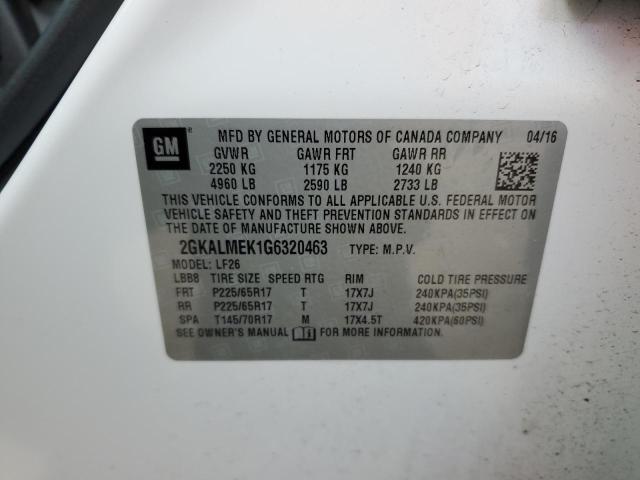 GM ® MFD BY GENERAL MOTORS OF CANADA COMPANY 04/16
GVWR GAWR FRT GAWR RR
2250 KG 1175 KG 1240 KG
4960 LB 2590 LB 2733 LB
THIS VEHICLE CONFORMS TO ALL APPLICABLE U.S. FEDERAL MOTOR
VEHICLE SAFETY AND THEFT PREVENTION STANDARDS IN EFFECT ON
THE DATE OF MANUFACTURE SHOWN ABOVE.
2GKALMEK1G6320463 TYPE: M.P.V.
MODEL: LF26
LBB8 TIRE SIZE SPEED RTG RIM COLD TIRE PRESSURE
FRT P225/65R17 T 17X7J 240KPA(35PSI)
RR P225/65R17 T 17X7J 240KPA(35PSI)
SPA T145/70R17 M 17X4.5T 420KPA(60PSI)
SEE OWNER'S MANUAL FOR MORE INFORMATION.